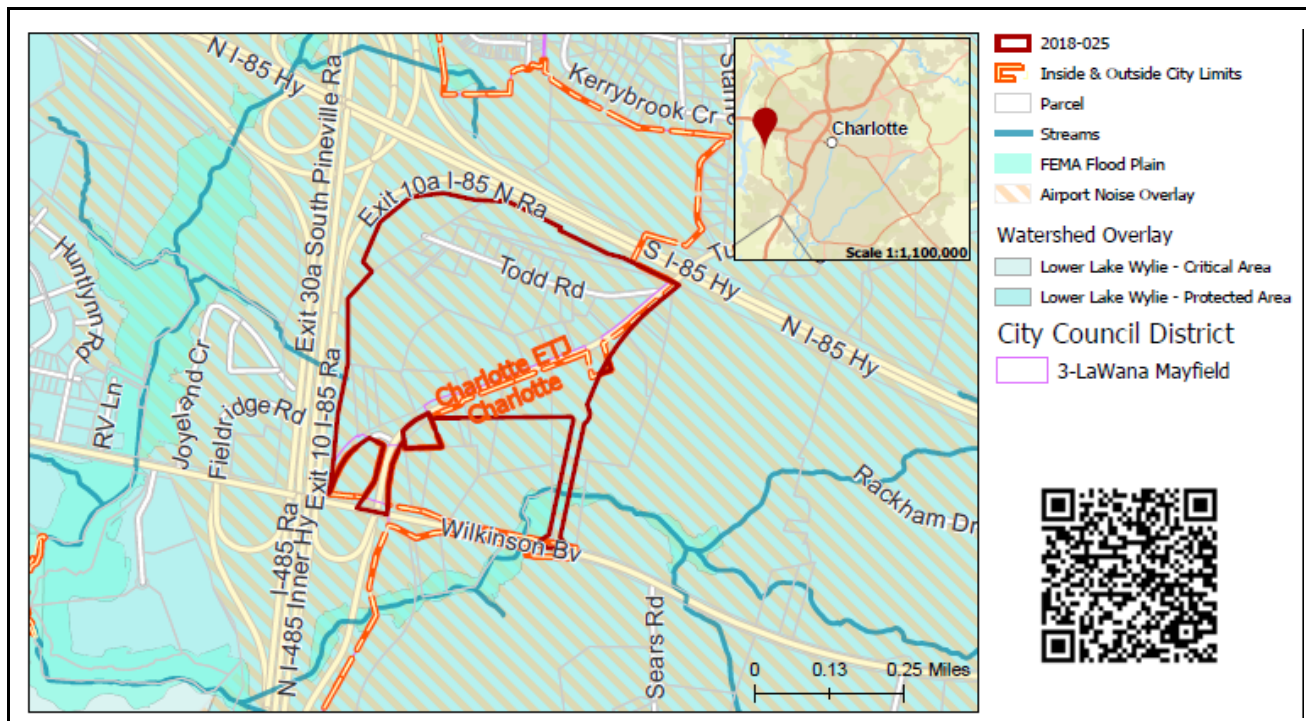 N I-85 Hy
Exit 30a South Pineville Ra
Kerrybrook Cr
Exit 10a I-85 N Ra
S I-85 Hy
Todd Rd
N I-85 Hy
Huntlynn Rd
RV Ln
Joyeland Cr
Fieldridge Rd
Exit 10 I-85 Ra
Charlotte ETJ
Charlotte
I-485 Ra
N I-485 Inner Hy
Wilkinson Bv
Rackham Dr
Sears Rd
0 0.13 0.25 Miles
Charlotte
Scale 1:1,100,000
2018-025
Inside & Outside City Limits
Parcel
Streams
FEMA Flood Plain
Airport Noise Overlay
Watershed Overlay
Lower Lake Wylie - Critical Area
Lower Lake Wylie - Protected Area
City Council District
3-LaWana Mayfield